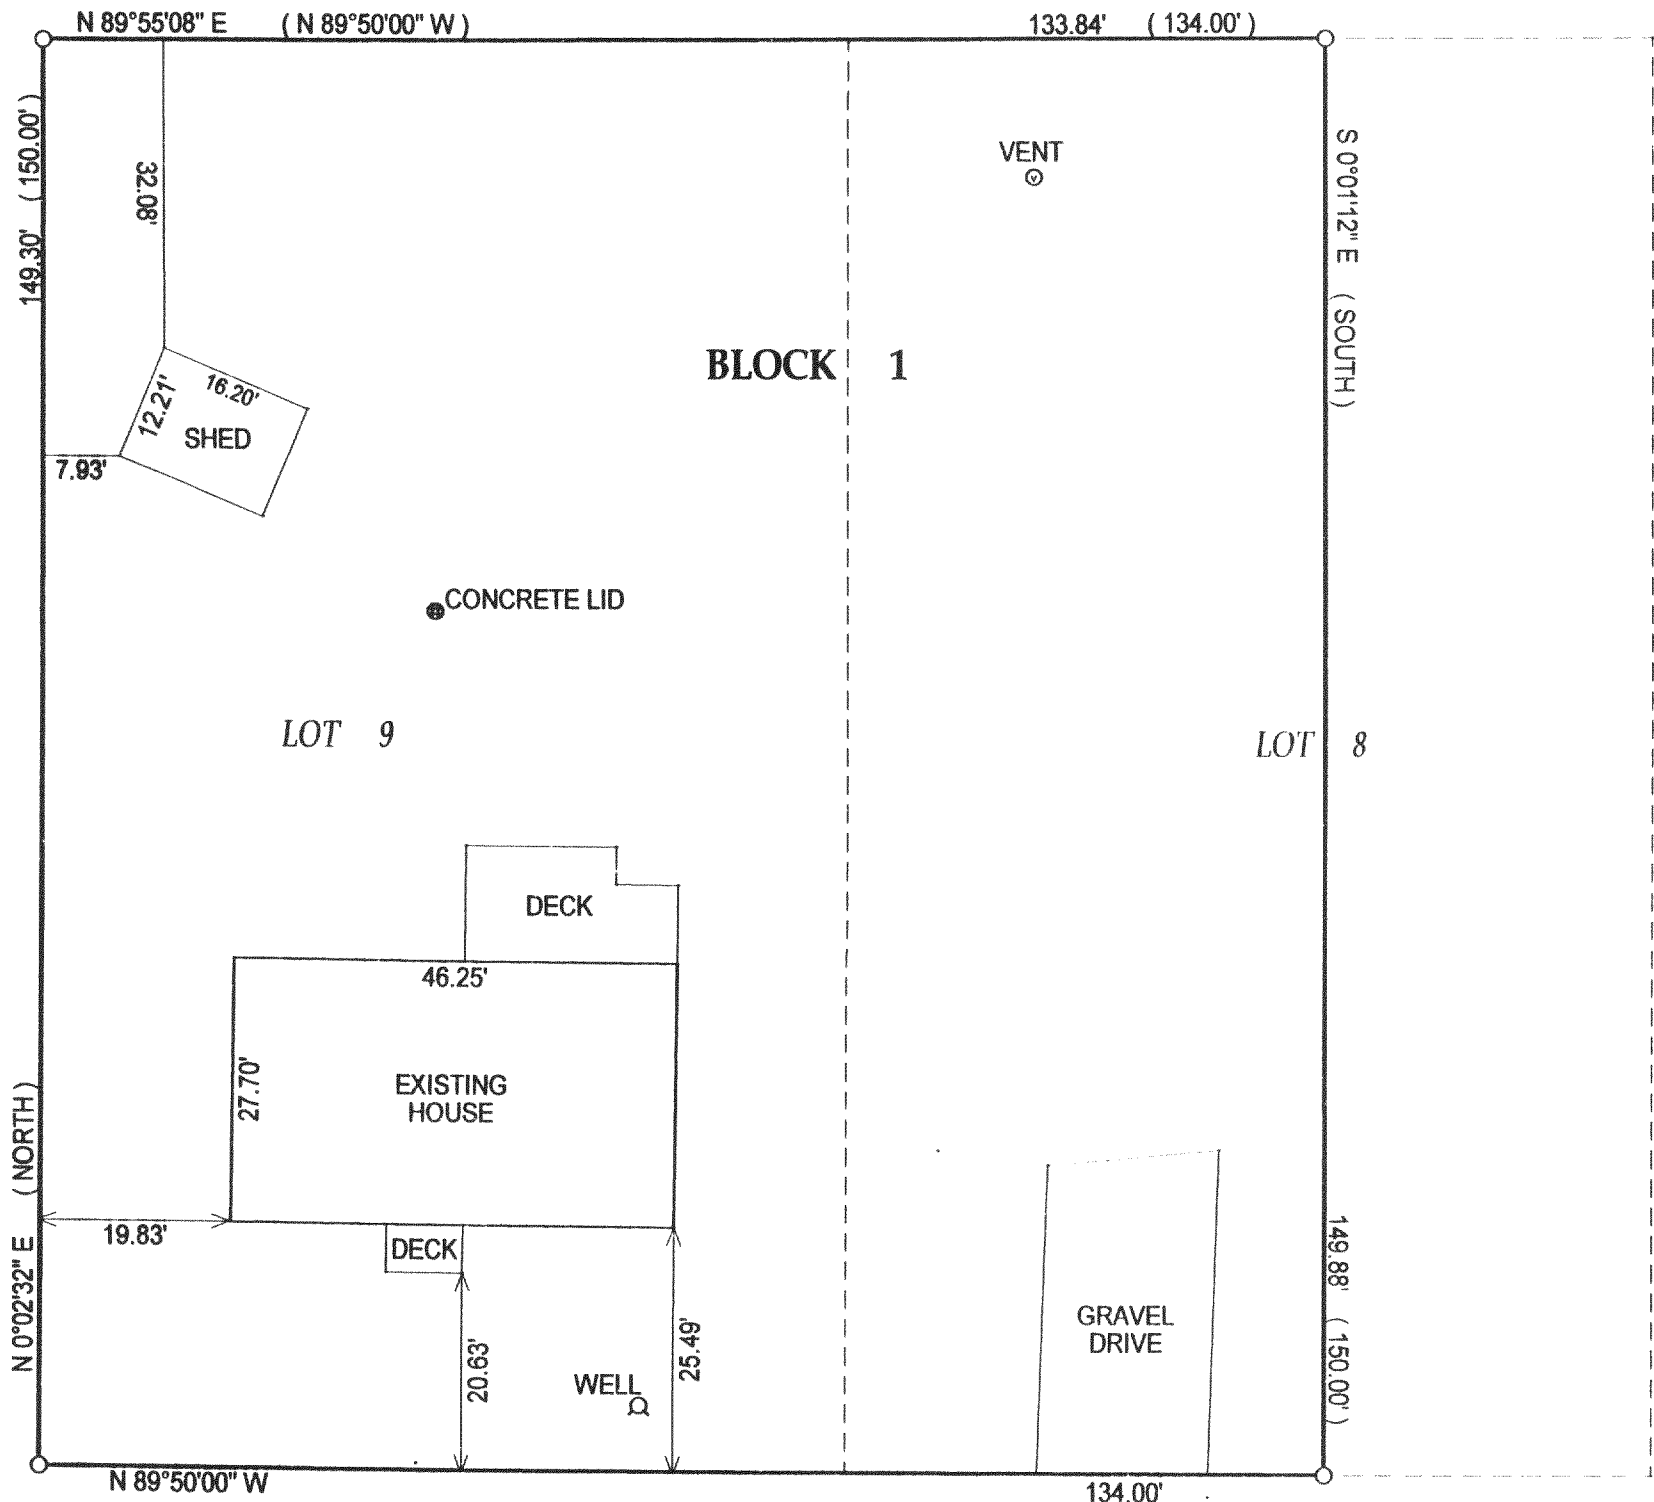 N 89°55'08" E ( N 89°50'00" W )
133.84' ( 134.00' )
149.30' ( 150.00' )
32.08'
VENT
V
S 0°01'12" E ( SOUTH )
BLOCK 1
16.20'
12.21'
SHED
7.93'
CONCRETE LID
LOT 9
LOT 8
DECK
46.25'
27.70'
EXISTING
HOUSE
N 0°02'32" E ( NORTH )
19.83'
DECK
149.88' ( 150.00' )
20.63'
25.49'
WELL
GRAVEL
DRIVE
N 89°50'00" W
134.00'